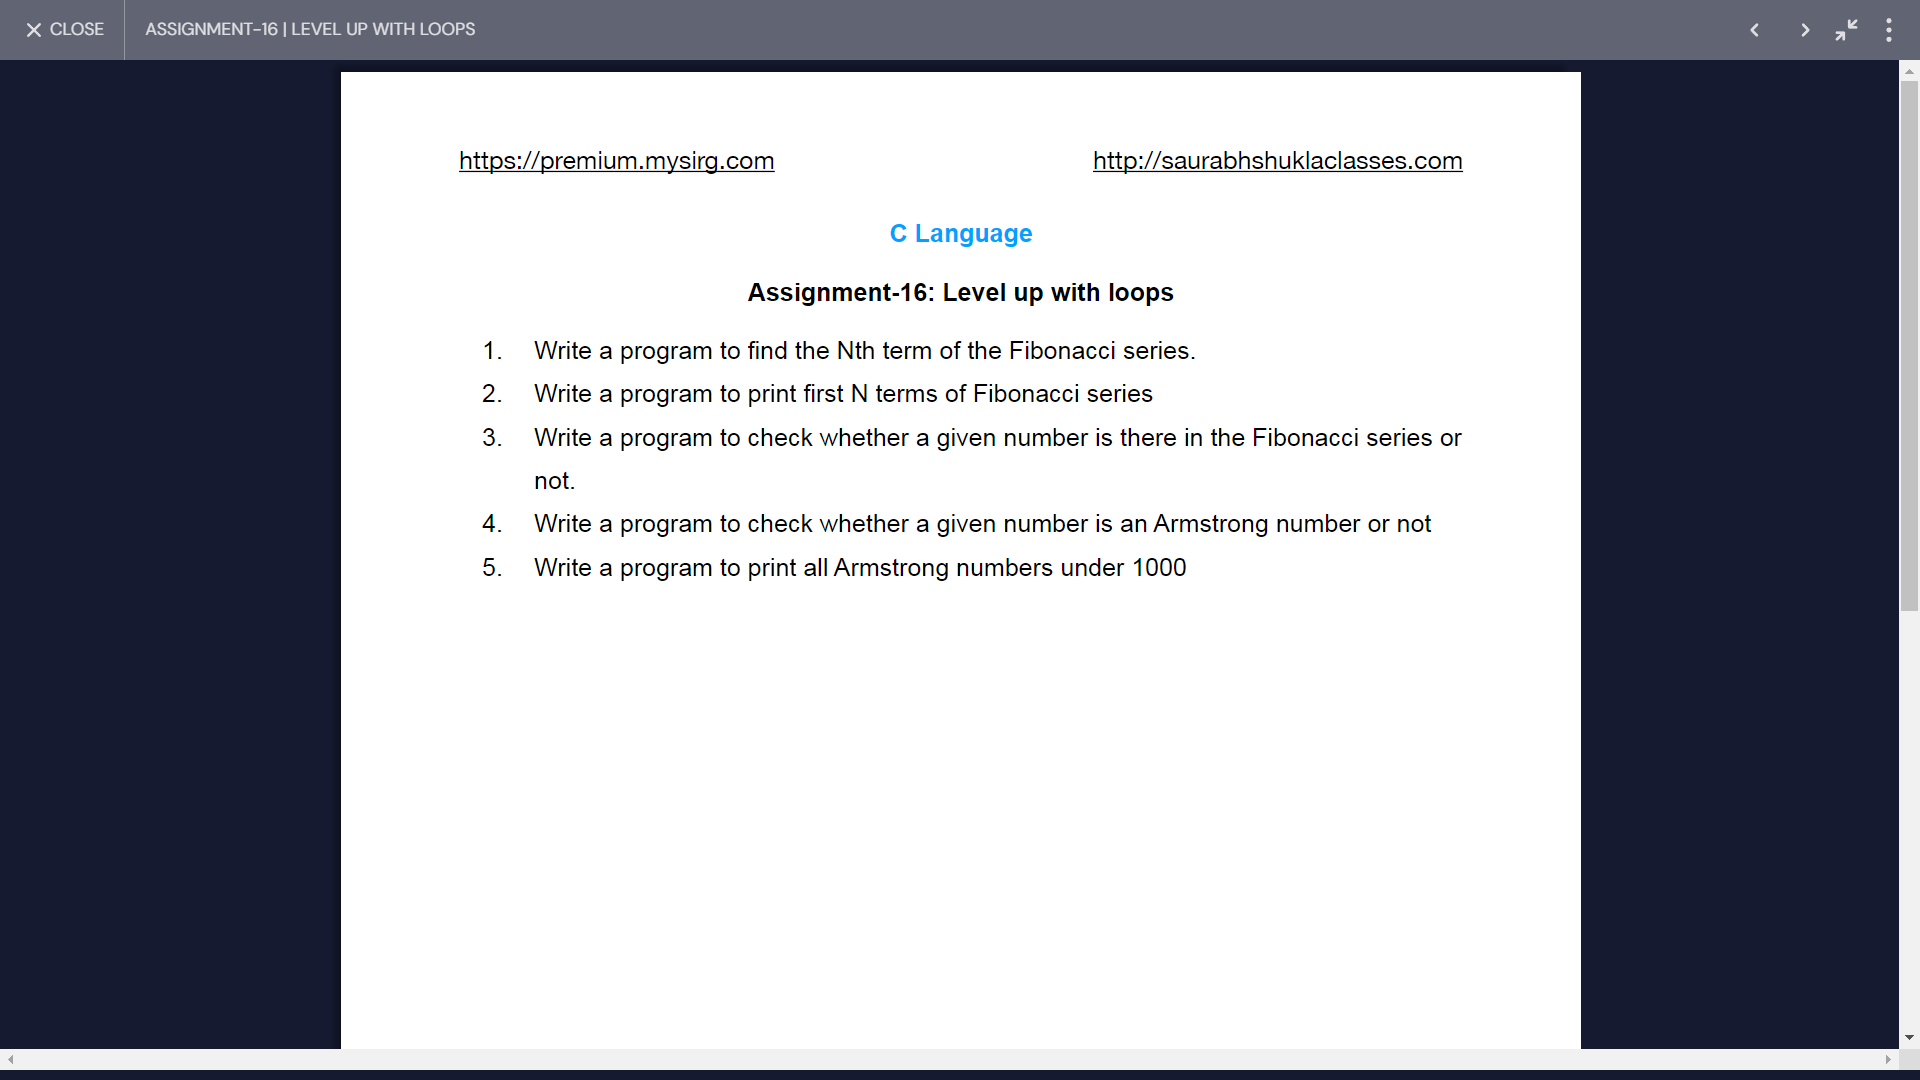 CLOSE ASSIGNMENT-16 | LEVEL UP WITH LOOPS
https://premium.mysirg.com http://saurabhshuklaclasses.com
C Language
Assignment-16: Level up with loops
1. Write a program to find the Nth term of the Fibonacci series.
2. Write a program to print first N terms of Fibonacci series
3. Write a program to check whether a given number is there in the Fibonacci series or
not.
4. Write a program to check whether a given number is an Armstrong number or not
5. Write a program to print all Armstrong numbers under 1000